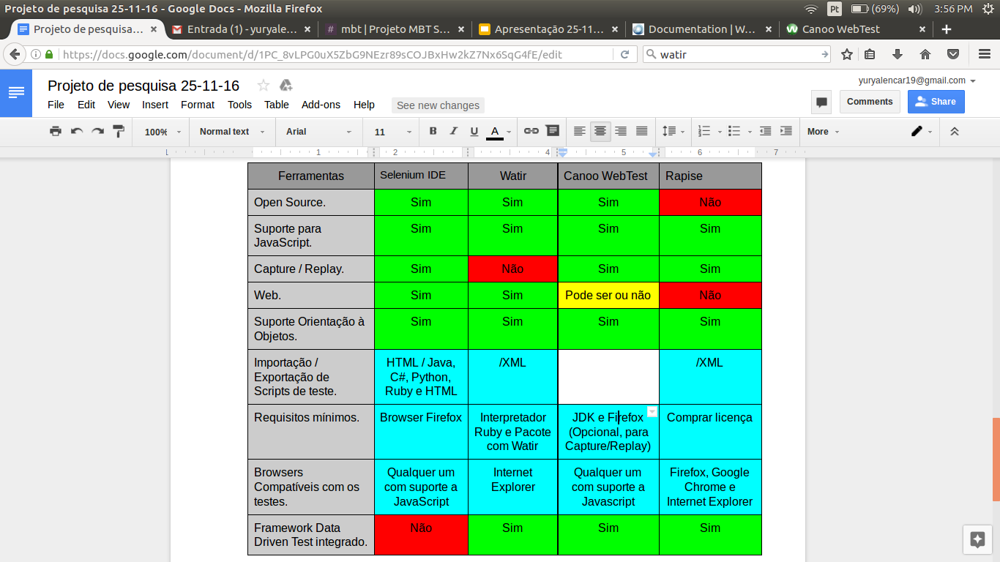 Projeto de pesquisa 25-11-16 - Google Docs - Mozilla Firefox
Pt (69%) 3:56 PM
Projeto de pesquisa... × Entrada (1) - yuryale... × mbt | Projeto MBT S... × Apresentação 25-11... × Documentation | W... × Canoo WebTest ×
https://docs.google.com/document/d/1PC_8vLPG0uX5ZbG9NEzr89sCOJBxHw2kZ7Nx6SqG4fE/edit
watir
Projeto de pesquisa 25-11-16
yuryalencar19@gmail.com
File Edit View Insert Format Tools Table Add-ons Help See new changes
Comments Share
100% Normal text Arial 11 B I U A More
1 2 4 5 6 7
Ferramentas Selenium IDE Watir Canoo WebTest Rapise
Open Source. Sim Sim Sim Não
Suporte para Sim Sim Sim Sim
JavaScript.
Capture / Replay. Sim Não Sim Sim
Web. Sim Sim Pode ser ou não Não
Suporte Orientação à Sim Sim Sim Sim
Objetos.
Importação / HTML / Java, /XML /XML
Exportação de C#, Python,
Scripts de teste. Ruby e HTML
Requisitos mínimos. Browser Firefox Interpretador JDK e Firefox Comprar licença
Ruby e Pacote (Opcional, para
com Watir Capture/Replay)
Browsers Qualquer um Internet Qualquer um Firefox, Google
Compatíveis com os com suporte a Explorer com suporte a Chrome e
testes. JavaScript Javascript Internet Explorer
Framework Data Não Sim Sim Sim
Driven Test integrado.